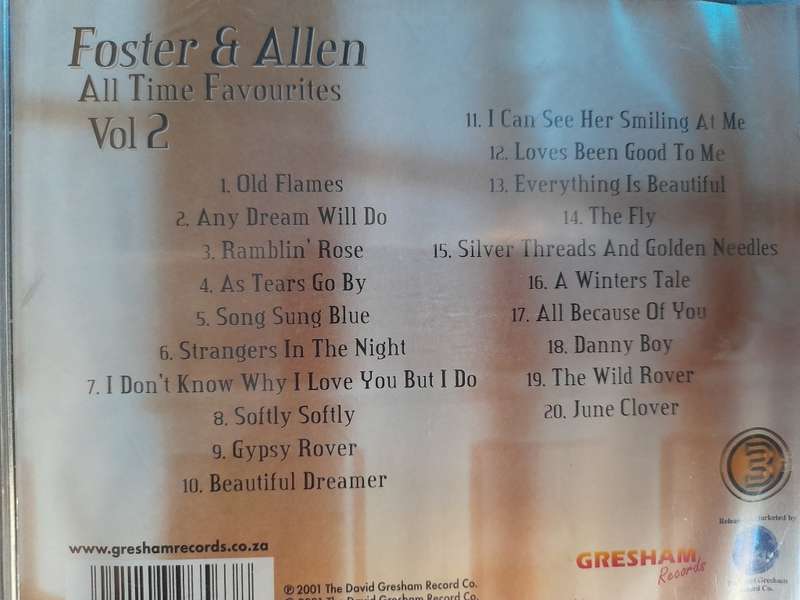 Foster & Allen
All Time Favourites
Vol 2
1. Old Flames
2. Any Dream Will Do
3. Ramblin' Rose
4. As Tears Go By
5. Song Sung Blue
6. Strangers In The Night
7. I Don't Know Why I Love You But I Do
8. Softly Softly
9. Gypsy Rover
10. Beautiful Dreamer
11. I Can See Her Smiling At Me
12. Loves Been Good To Me
13. Everything Is Beautiful
14. The Fly
15. Silver Threads And Golden Needles
16. A Winters Tale
17. All Because Of You
18. Danny Boy
19. The Wild Rover
20. June Clover
www.greshamrecords.co.za
℗ 2001 The David Gresham Record Co.
GRESHAM
Records